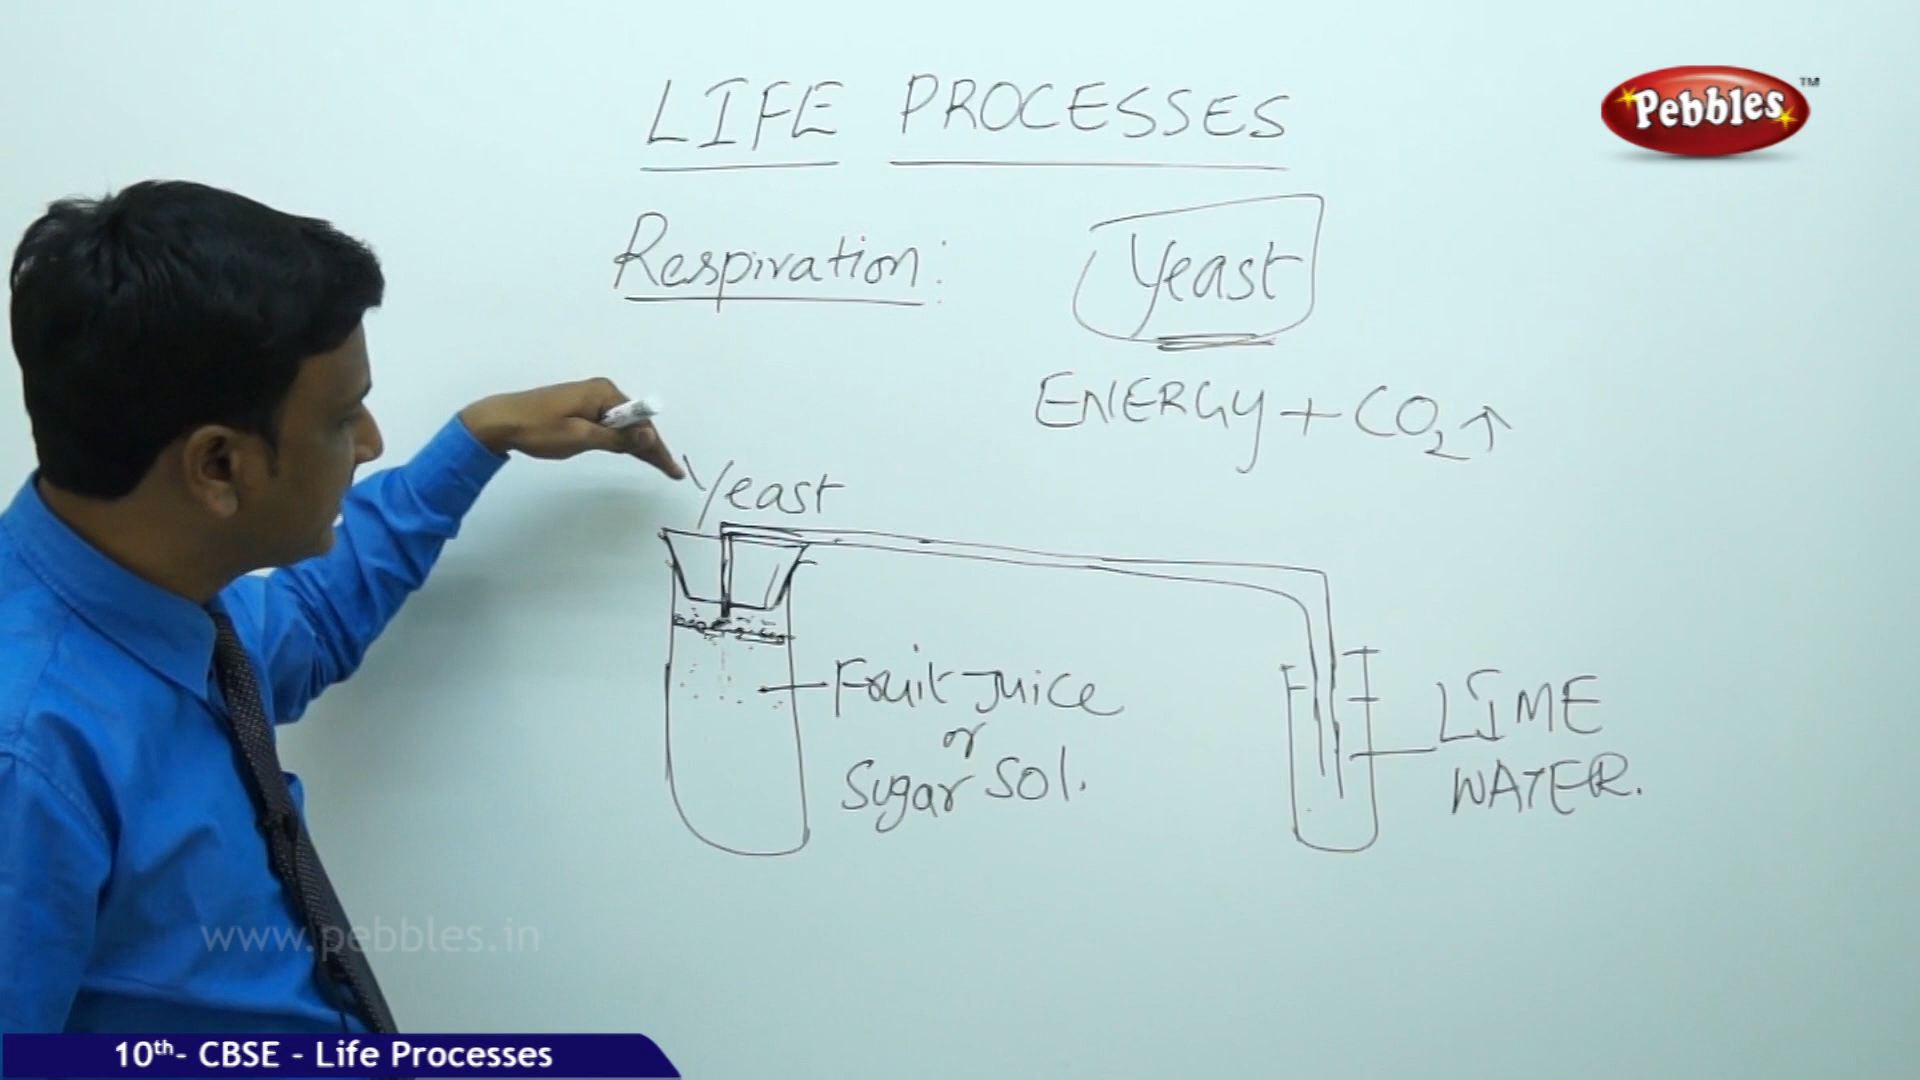 LIFE PROCESSES
Pebbles™
Respiration: Yeast
ENERGY + CO₂↑
Yeast
Fruit Juice
or
Sugar Sol.
LIME
WATER.
www.pebbles.in
10th- CBSE - Life Processes